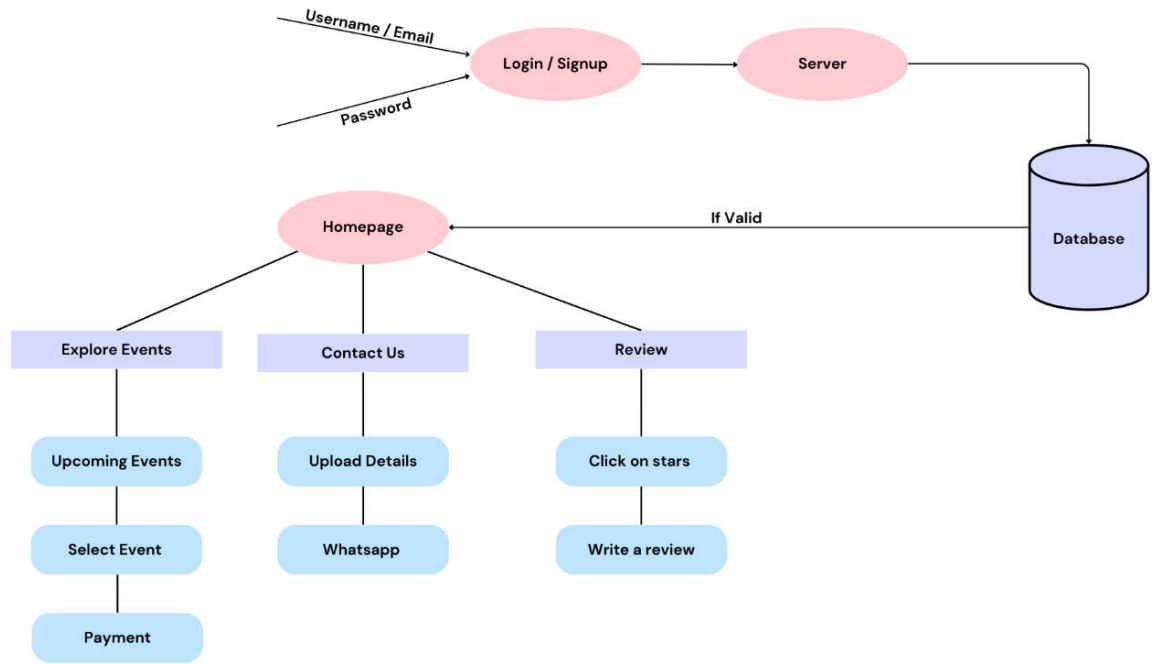 Username / Email
Login / Signup
Server
Password
If Valid
Homepage
Database
Explore Events
Contact Us
Review
Upcoming Events
Upload Details
Click on stars
Select Event
Whatsapp
Write a review
Payment